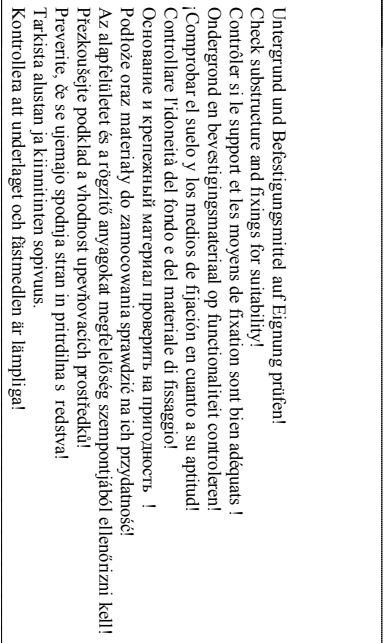 Untergrund und Befestigungsmittel auf Eignung prüfen!
Check substructure and fixings for suitability!
Contrôler si le support et les moyens de fixation sont bien adéquats !
Ondergrond en bevestigingsmateriaal op functionaliteit controleren!
¡Comprobar el suelo y los medios de fijación en cuanto a su aptitud!
Controllare l'idoneità del fondo e del materiale di fissaggio!
Основание и крепежный материал проверить на пригодность !
Podłoże oraz materiały do zamocowania sprawdzić na ich przydatność!
Az alapfelületet és a rögzítő anyagokat megfelelőség szempontjából ellenőrizni kell!
Přezkoušejte podklad a vhodnost upevňovacích prostředků!
Preverite, če se ujemajo spodnja stran in pritrdilna s redstva!
Tarkista alustan ja kiinnitinten sopivuus.
Kontrollera att underlaget och fästmedlen är lämpliga!